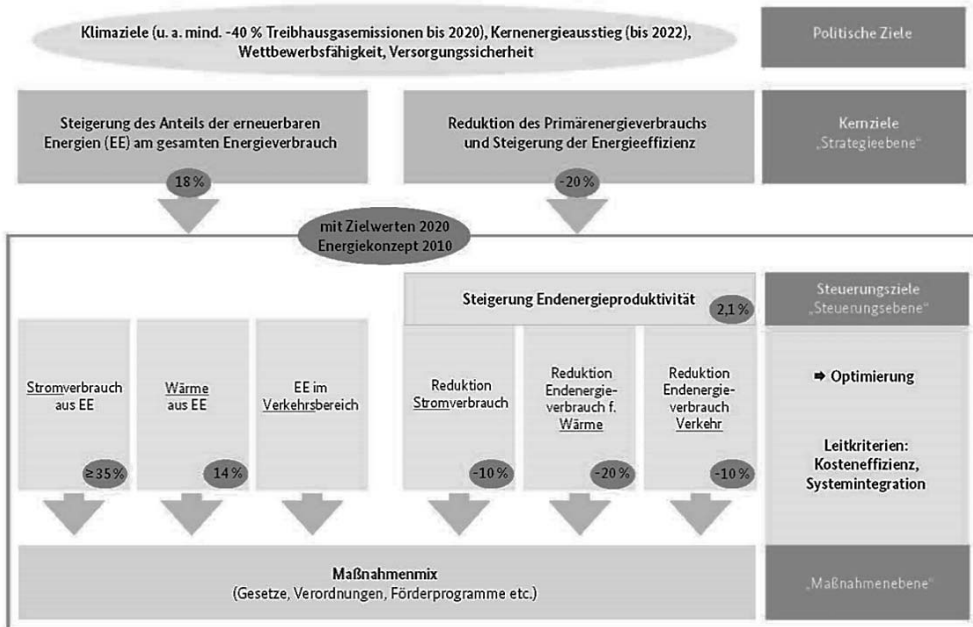 Klimaziele (u. a. mind. -40 % Treibhausgasemissionen bis 2020), Kernenergieausstieg (bis 2022),
Wettbewerbsfähigkeit, Versorgungssicherheit
Politische Ziele
Steigerung des Anteils der erneuerbaren
Energien (EE) am gesamten Energieverbrauch
18 %
Reduktion des Primärenergieverbrauchs
und Steigerung der Energieeffizienz
-20 %
Kernziele
„Strategieebene“
mit Zielwerten 2020
Energiekonzept 2010
Steigerung Endenergieproduktivität
2,1 %
Steuerungsziele
„Steuerungsebene“
Stromverbrauch
aus EE
≥35 %
Wärme
aus EE
14 %
EE im
Verkehrsbereich
Reduktion
Stromverbrauch
-10 %
Reduktion
Endenergie-
verbrauch f.
Wärme
-20 %
Reduktion
Endenergie-
verbrauch
Verkehr
-10 %
➡ Optimierung
Leitkriterien:
Kosteneffizienz,
Systemintegration
Maßnahmenmix
(Gesetze, Verordnungen, Förderprogramme etc.)
„Maßnahmenebene“